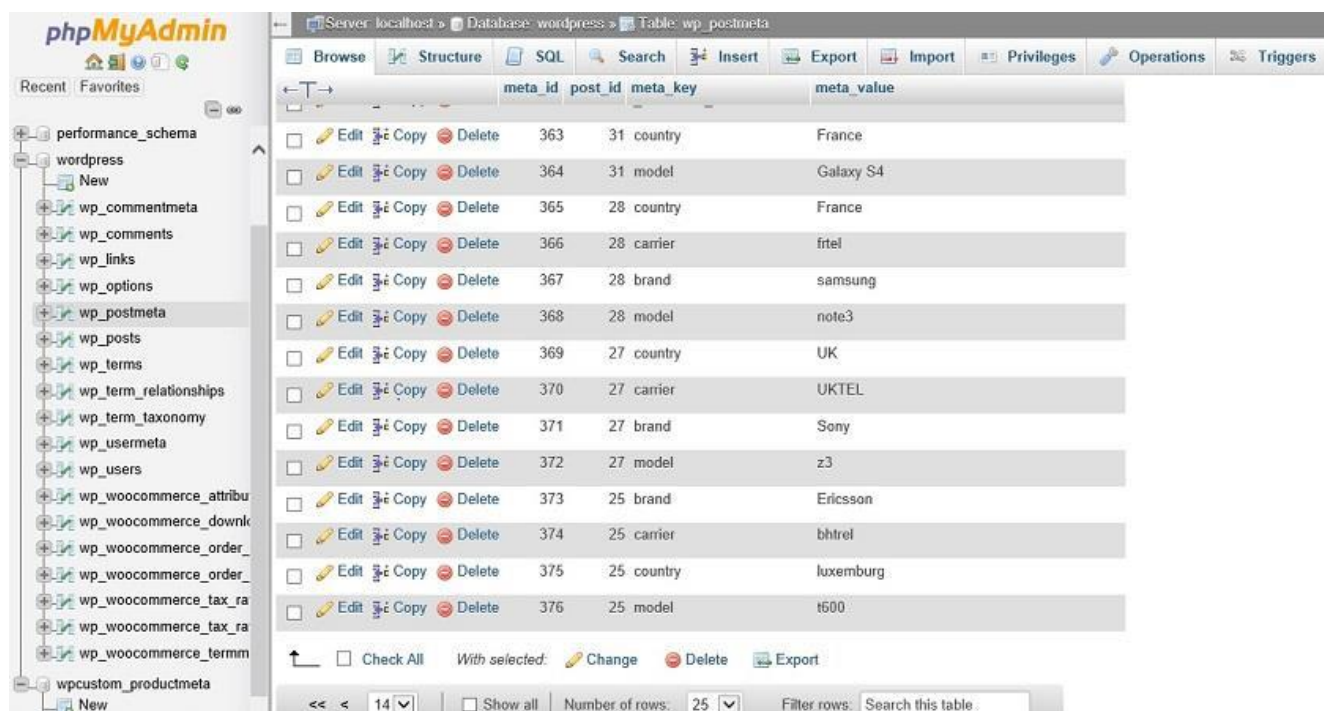 phpMyAdmin
Recent Favorites
performance_schema
wordpress
New
wp_commentmeta
wp_comments
wp_links
wp_options
wp_postmeta
wp_posts
wp_terms
wp_term_relationships
wp_term_taxonomy
wp_usermeta
wp_users
wp_woocommerce_attribu
wp_woocommerce_downlo
wp_woocommerce_order_
wp_woocommerce_order_
wp_woocommerce_tax_ra
wp_woocommerce_tax_ra
wp_woocommerce_termm
wpcustom_productmeta
New
Server: localhost » Database: wordpress » Table: wp_postmeta
Browse Structure SQL Search Insert Export Import Privileges Operations Triggers
meta_id post_id meta_key meta_value
Edit Copy Delete 363 31 country France
Edit Copy Delete 364 31 model Galaxy S4
Edit Copy Delete 365 28 country France
Edit Copy Delete 366 28 carrier frtel
Edit Copy Delete 367 28 brand samsung
Edit Copy Delete 368 28 model note3
Edit Copy Delete 369 27 country UK
Edit Copy Delete 370 27 carrier UKTEL
Edit Copy Delete 371 27 brand Sony
Edit Copy Delete 372 27 model z3
Edit Copy Delete 373 25 brand Ericsson
Edit Copy Delete 374 25 carrier bhtrel
Edit Copy Delete 375 25 country luxemburg
Edit Copy Delete 376 25 model t600
Check All With selected: Change Delete Export
<< < 14 Show all Number of rows: 25 Filter rows: Search this table